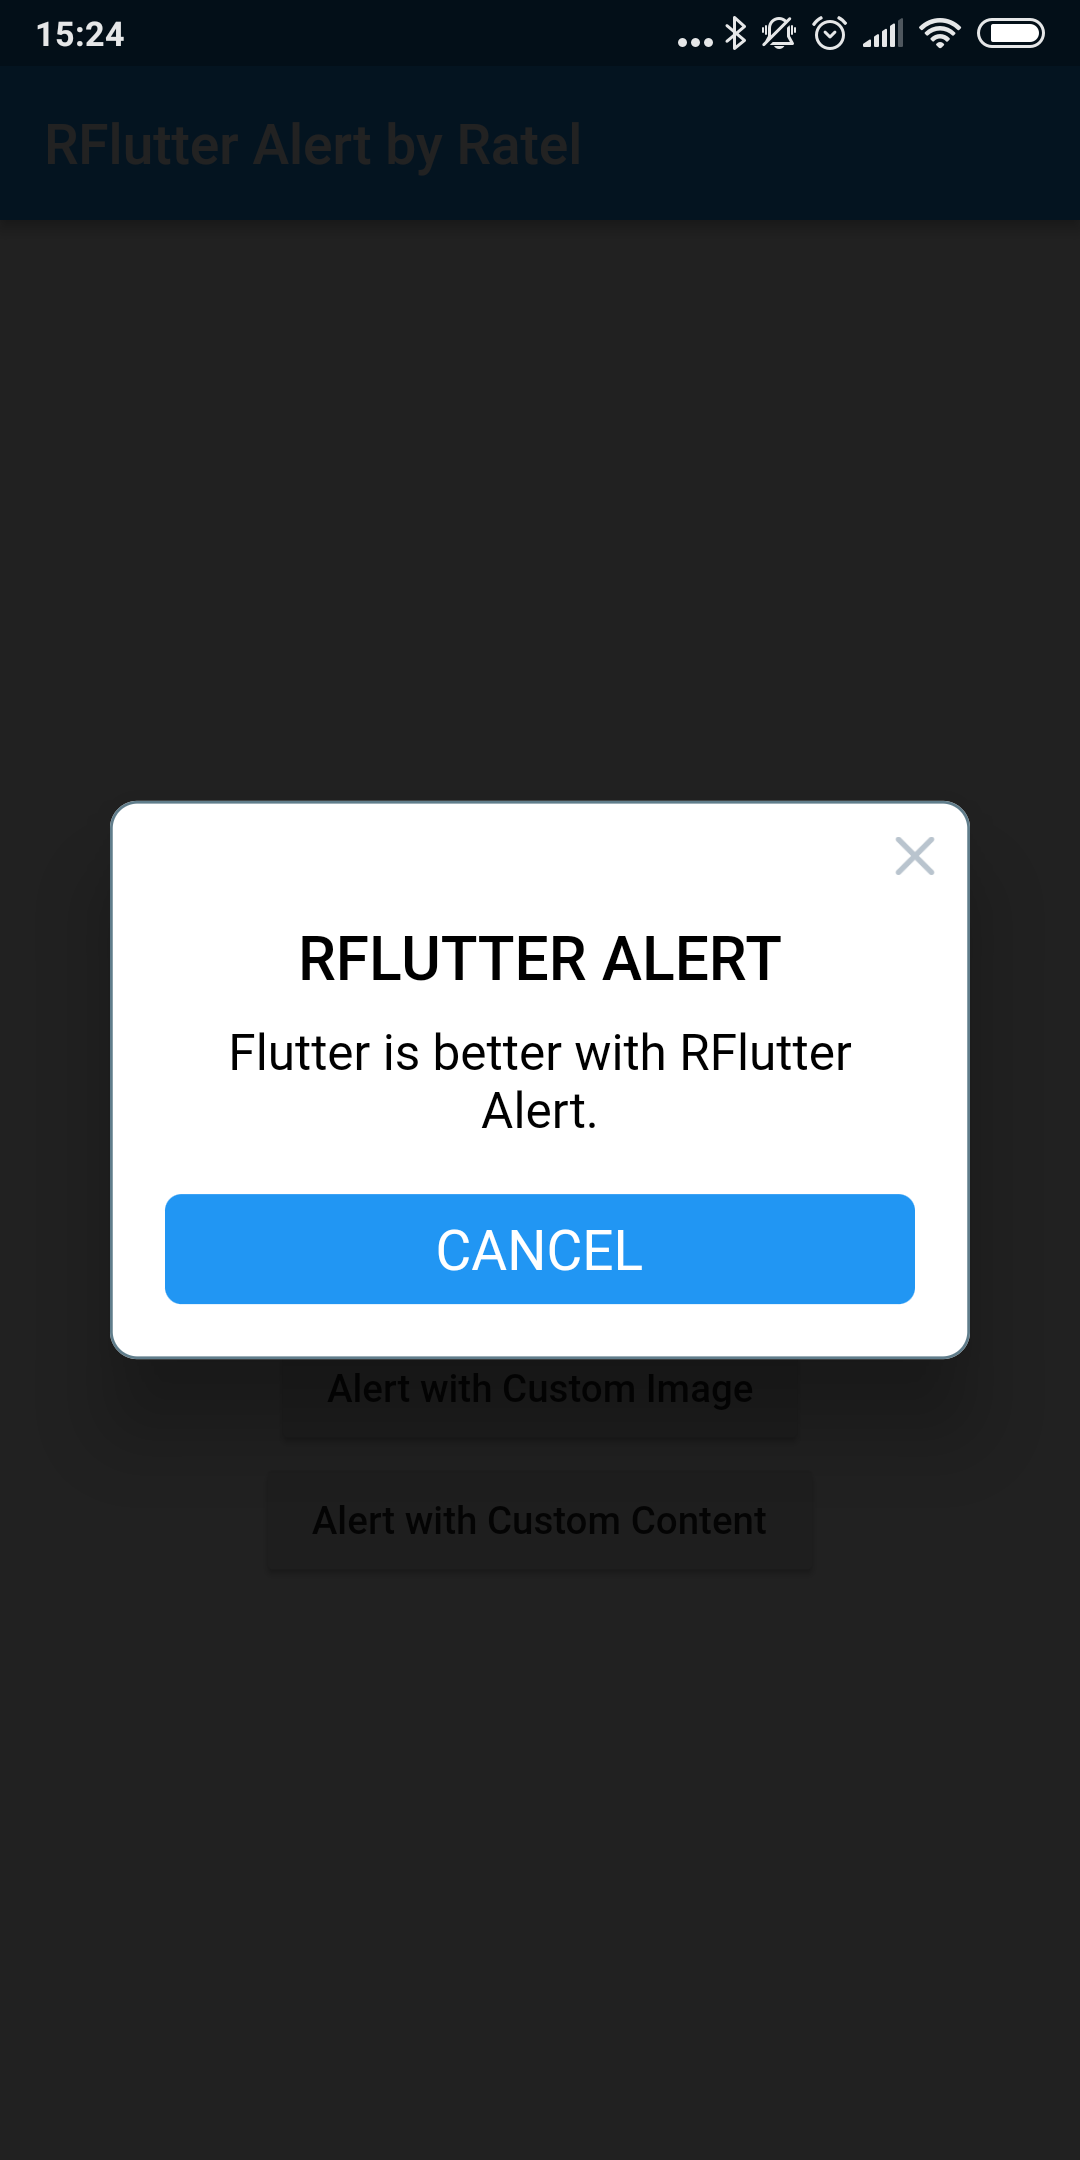 15:24
RFlutter Alert by Ratel
RFLUTTER ALERT
Flutter is better with RFlutter
Alert.
CANCEL
Alert with Custom Image
Alert with Custom Content